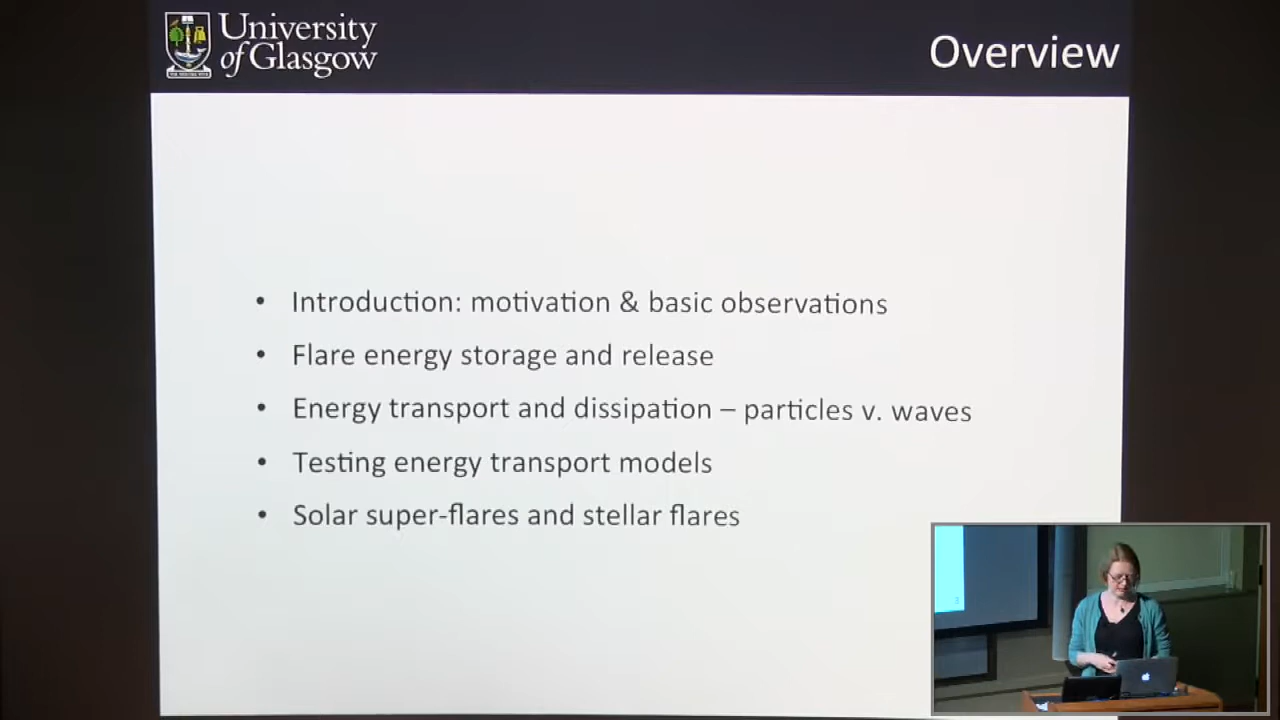 University
of Glasgow
Overview
• Introduction: motivation & basic observations
• Flare energy storage and release
• Energy transport and dissipation – particles v. waves
• Testing energy transport models
• Solar super-flares and stellar flares